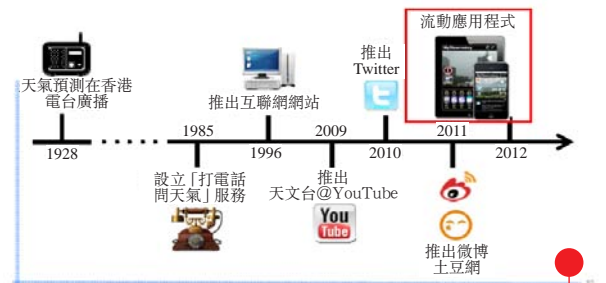 流動應用程式
天氣預測在香港
電台廣播
推出互聯網網站
推出
Twitter
1928
1985
1996
2009
2010
2011
2012
設立「打電話
問天氣」服務
推出
天文台@YouTube
You
Tube
推出微博
土豆網